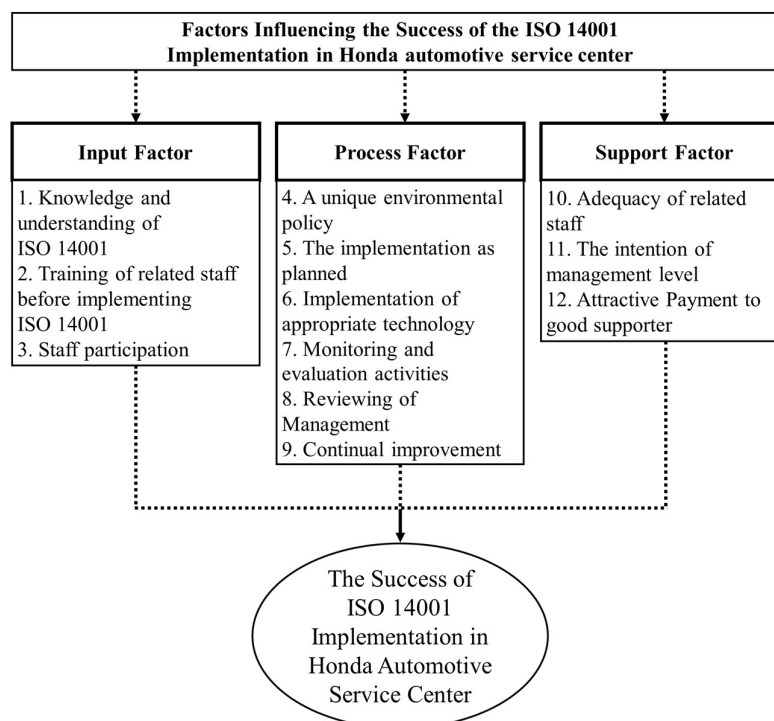 Factors Influencing the Success of the ISO 14001
Implementation in Honda automotive service center
Input Factor
1. Knowledge and
understanding of
ISO 14001
2. Training of related staff
before implementing
ISO 14001
3. Staff participation
Process Factor
4. A unique environmental
policy
5. The implementation as
planned
6. Implementation of
appropriate technology
7. Monitoring and
evaluation activities
8. Reviewing of
Management
9. Continual improvement
Support Factor
10. Adequacy of related
staff
11. The intention of
management level
12. Attractive Payment to
good supporter
The Success of
ISO 14001
Implementation in
Honda Automotive
Service Center